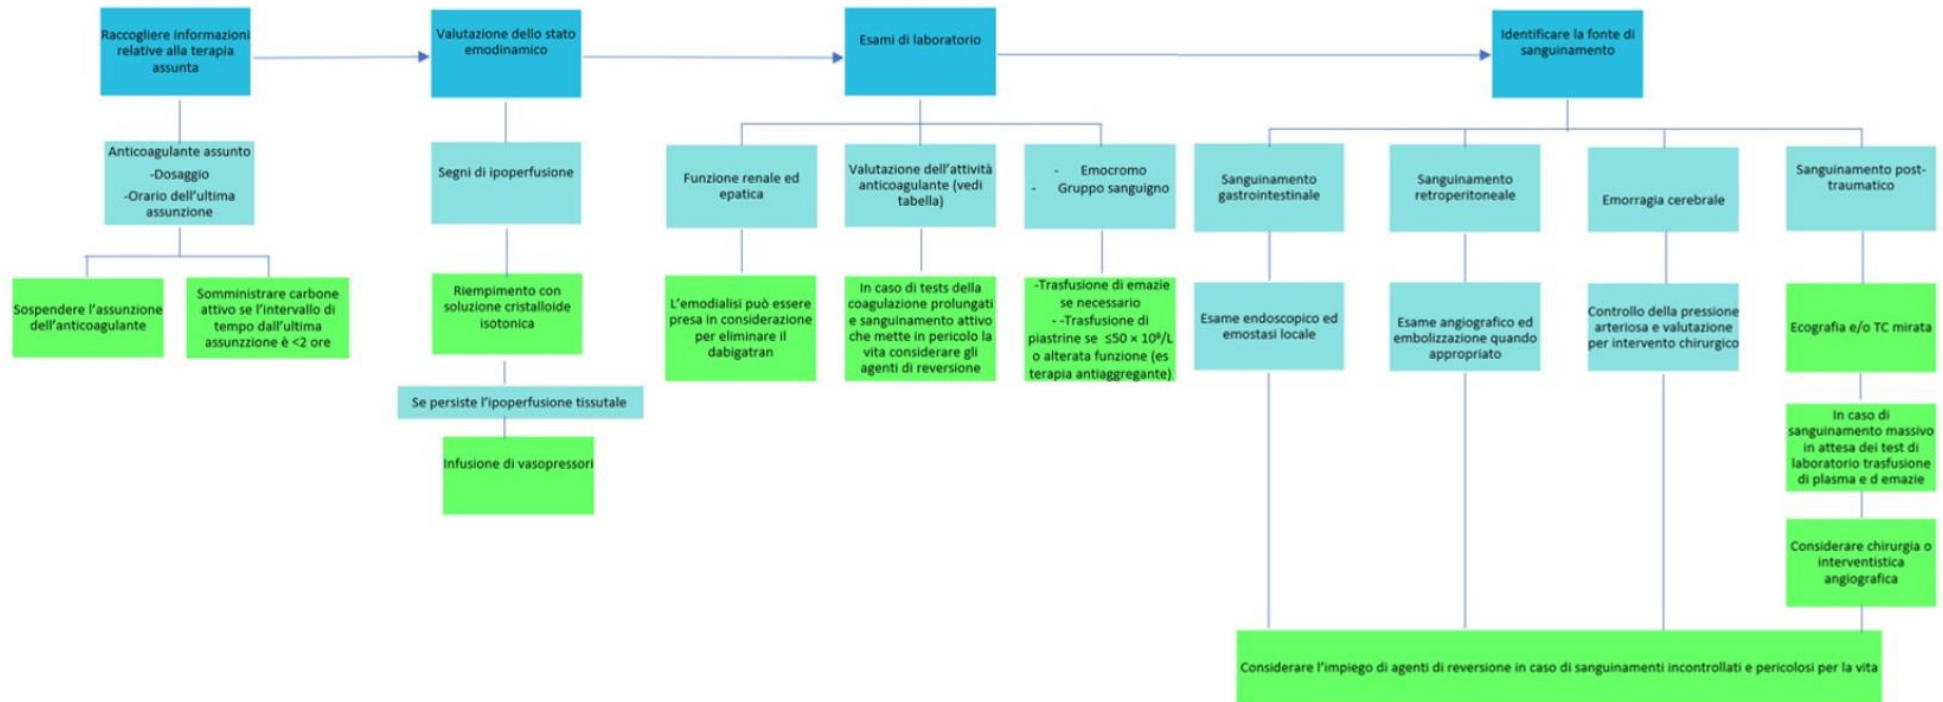 Raccogliere informazioni
relative alla terapia
assunta
Valutazione dello stato
emodinamico
Esami di laboratorio
Identificare la fonte di
sanguinamento
Anticoagulante assunto
-Dosaggio
-Orario dell'ultima
assunzione
Segni di ipoperfusione
Funzione renale ed
epatica
Valutazione dell'attività
anticoagulante (vedi
tabella)
- Emocromo
- Gruppo sanguigno
Sanguinamento
gastrointestinale
Sanguinamento
retroperitoneale
Emorragia cerebrale
Sanguinamento post-
traumatico
Sospendere l'assunzione
dell'anticoagulante
Somministrare carbone
attivo se l'intervallo di
tempo dall'ultima
assunzzione è <2 ore
Riempimento con
soluzione cristalloide
isotonica
L'emodialisi può essere
presa in considerazione
per eliminare il
dabigatran
In caso di tests della
coagulazione prolungati
e sanguinamento attivo
che mette in pericolo la
vita considerare gli
agenti di reversione
-Trasfusione di emazie
se necessario
- -Trasfusione di
piastrine se ≤50 × 10⁹/L
o alterata funzione (es
terapia antiaggregante)
Esame endoscopico ed
emostasi locale
Esame angiografico ed
embolizzazione quando
appropriato
Controllo della pressione
arteriosa e valutazione
per intervento chirurgico
Ecografia e/o TC mirata
Se persiste l'ipoperfusione tissutale
Infusione di vasopressori
In caso di
sanguinamento massivo
in attesa dei test di
laboratorio trasfusione
di plasma e d emazie
Considerare chirurgia o
interventistica
angiografica
Considerare l'impiego di agenti di reversione in caso di sanguinamenti incontrollati e pericolosi per la vita